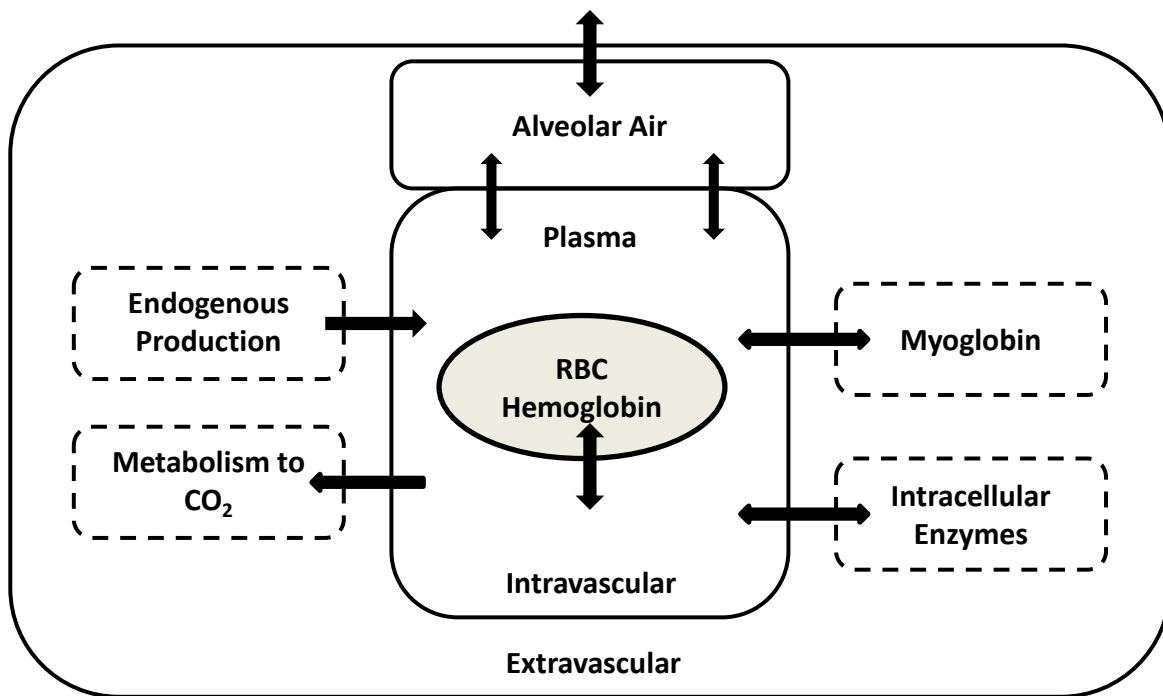 Alveolar Air
Plasma
Endogenous
Production
Myoglobin
RBC
Hemoglobin
Metabolism to
CO₂
Intracellular
Enzymes
Intravascular
Extravascular